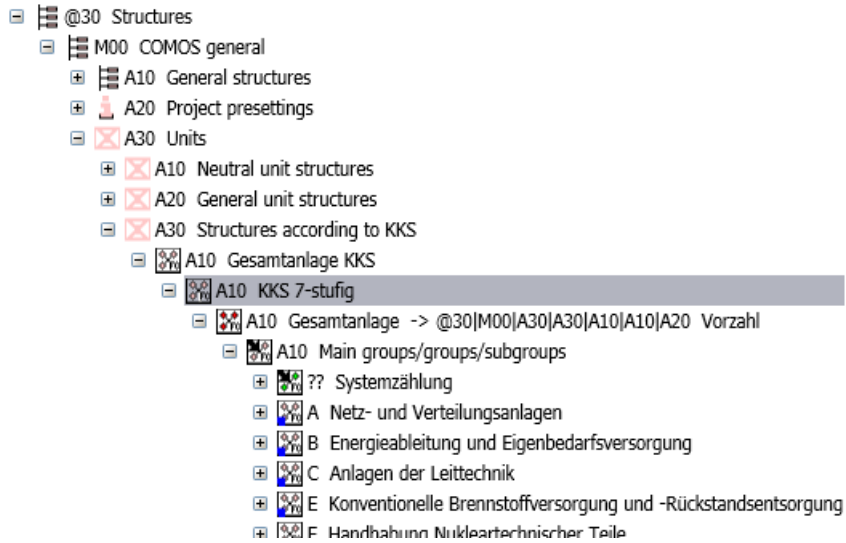 @30 Structures
M00 COMOS general
A10 General structures
A20 Project presettings
A30 Units
A10 Neutral unit structures
A20 General unit structures
A30 Structures according to KKS
A10 Gesamtanlage KKS
A10 KKS 7-stufig
A10 Gesamtanlage -> @30|M00|A30|A30|A10|A10|A20 Vorzahl
A10 Main groups/groups/subgroups
?? Systemzählung
A Netz- und Verteilungsanlagen
B Energieableitung und Eigenbedarfsversorgung
C Anlagen der Leittechnik
E Konventionelle Brennstoffversorgung und -Rückstandsentsorgung
F Handhabung Nukleartechnischer Teile